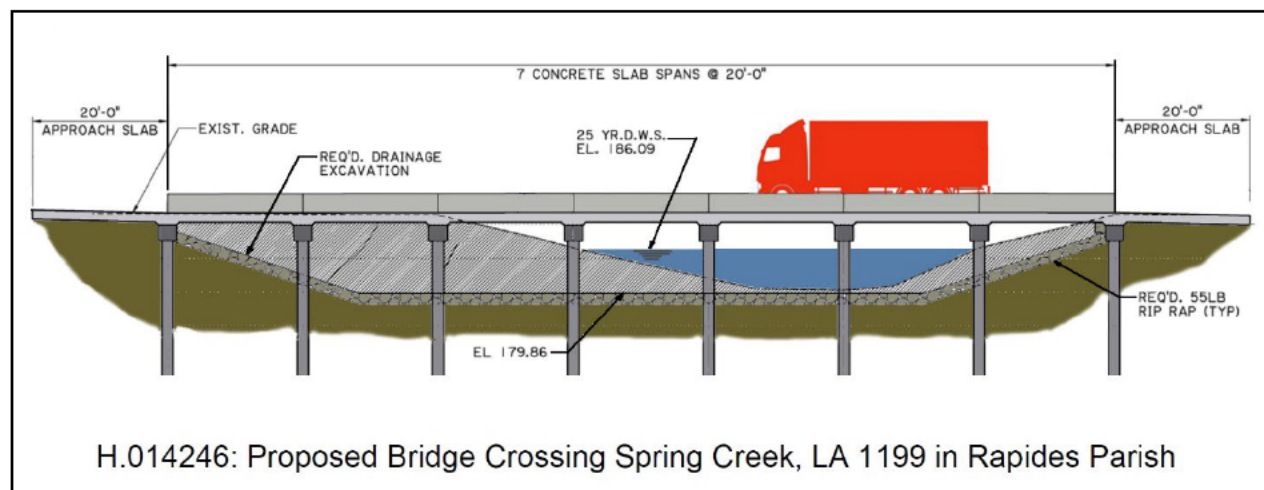 7 CONCRETE SLAB SPANS @ 20'-0"
20'-0"
APPROACH SLAB
EXIST. GRADE
REQ'D. DRAINAGE
EXCAVATION
25 YR.D.W.S.
EL. 186.09
20'-0"
APPROACH SLAB
REQ'D. 55LB
RIP RAP (TYP)
EL 179.86
H.014246: Proposed Bridge Crossing Spring Creek, LA 1199 in Rapides Parish